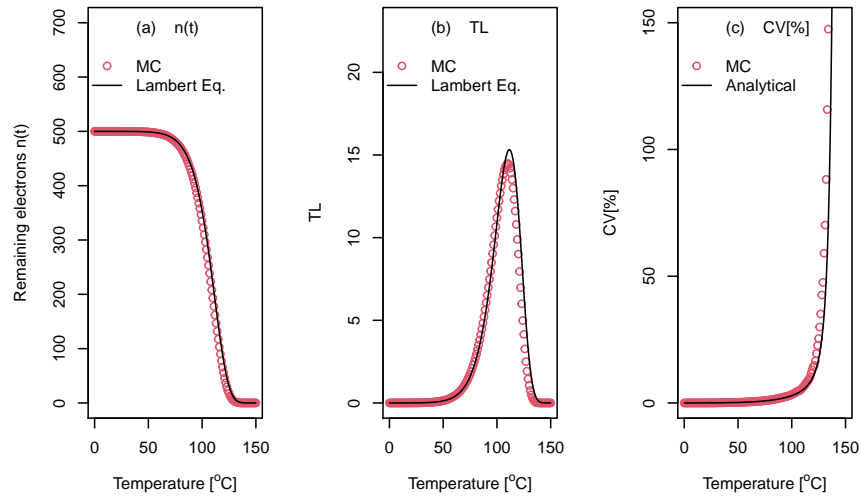 (a) n(t)
MC
Lambert Eq.
Remaining electrons n(t)
700
600
500
400
300
200
100
0
0 50 100 150
Temperature [°C]
(b) TL
MC
Lambert Eq.
TL
20
15
10
5
0
0 50 100 150
Temperature [°C]
(c) CV[%]
MC
Analytical
CV[%]
150
100
50
0
0 50 100 150
Temperature [°C]